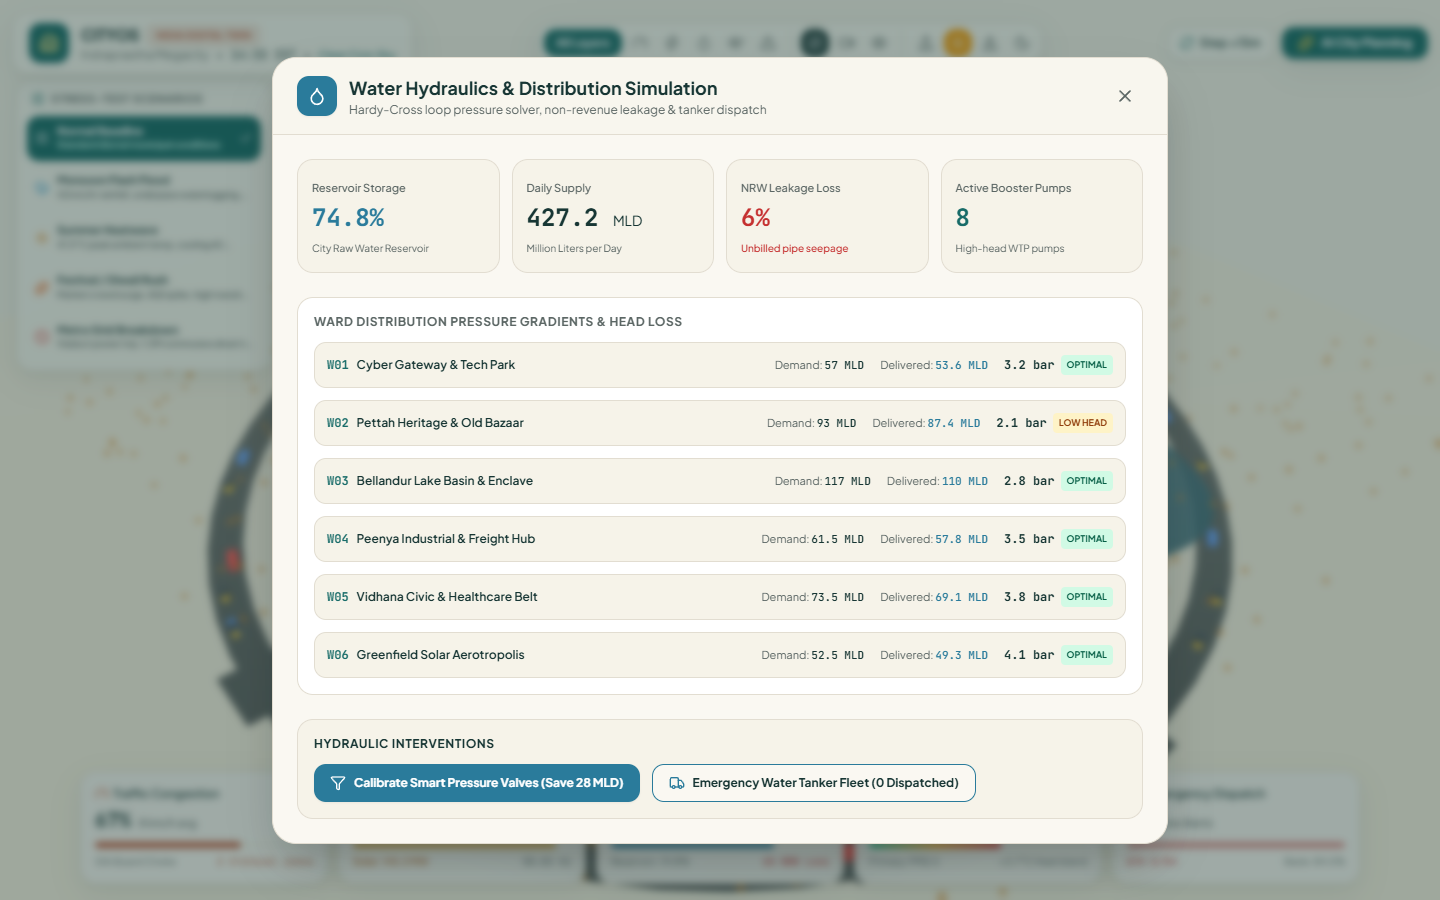 Water Hydraulics & Distribution Simulation
Hardy-Cross loop pressure solver, non-revenue leakage & tanker dispatch
Reservoir Storage
74.8%
City Raw Water Reservoir
Daily Supply
427.2 MLD
Million Liters per Day
NRW Leakage Loss
6%
Unbilled pipe seepage
Active Booster Pumps
8
High-head WTP pumps
WARD DISTRIBUTION PRESSURE GRADIENTS & HEAD LOSS
W01 Cyber Gateway & Tech Park Demand: 57 MLD Delivered: 53.6 MLD 3.2 bar OPTIMAL
W02 Pettah Heritage & Old Bazaar Demand: 93 MLD Delivered: 87.4 MLD 2.1 bar LOW HEAD
W03 Bellandur Lake Basin & Enclave Demand: 117 MLD Delivered: 110 MLD 2.8 bar OPTIMAL
W04 Peenya Industrial & Freight Hub Demand: 61.5 MLD Delivered: 57.8 MLD 3.5 bar OPTIMAL
W05 Vidhana Civic & Healthcare Belt Demand: 73.5 MLD Delivered: 69.1 MLD 3.8 bar OPTIMAL
W06 Greenfield Solar Aerotropolis Demand: 52.5 MLD Delivered: 49.3 MLD 4.1 bar OPTIMAL
HYDRAULIC INTERVENTIONS
Calibrate Smart Pressure Valves (Save 28 MLD)
Emergency Water Tanker Fleet (0 Dispatched)